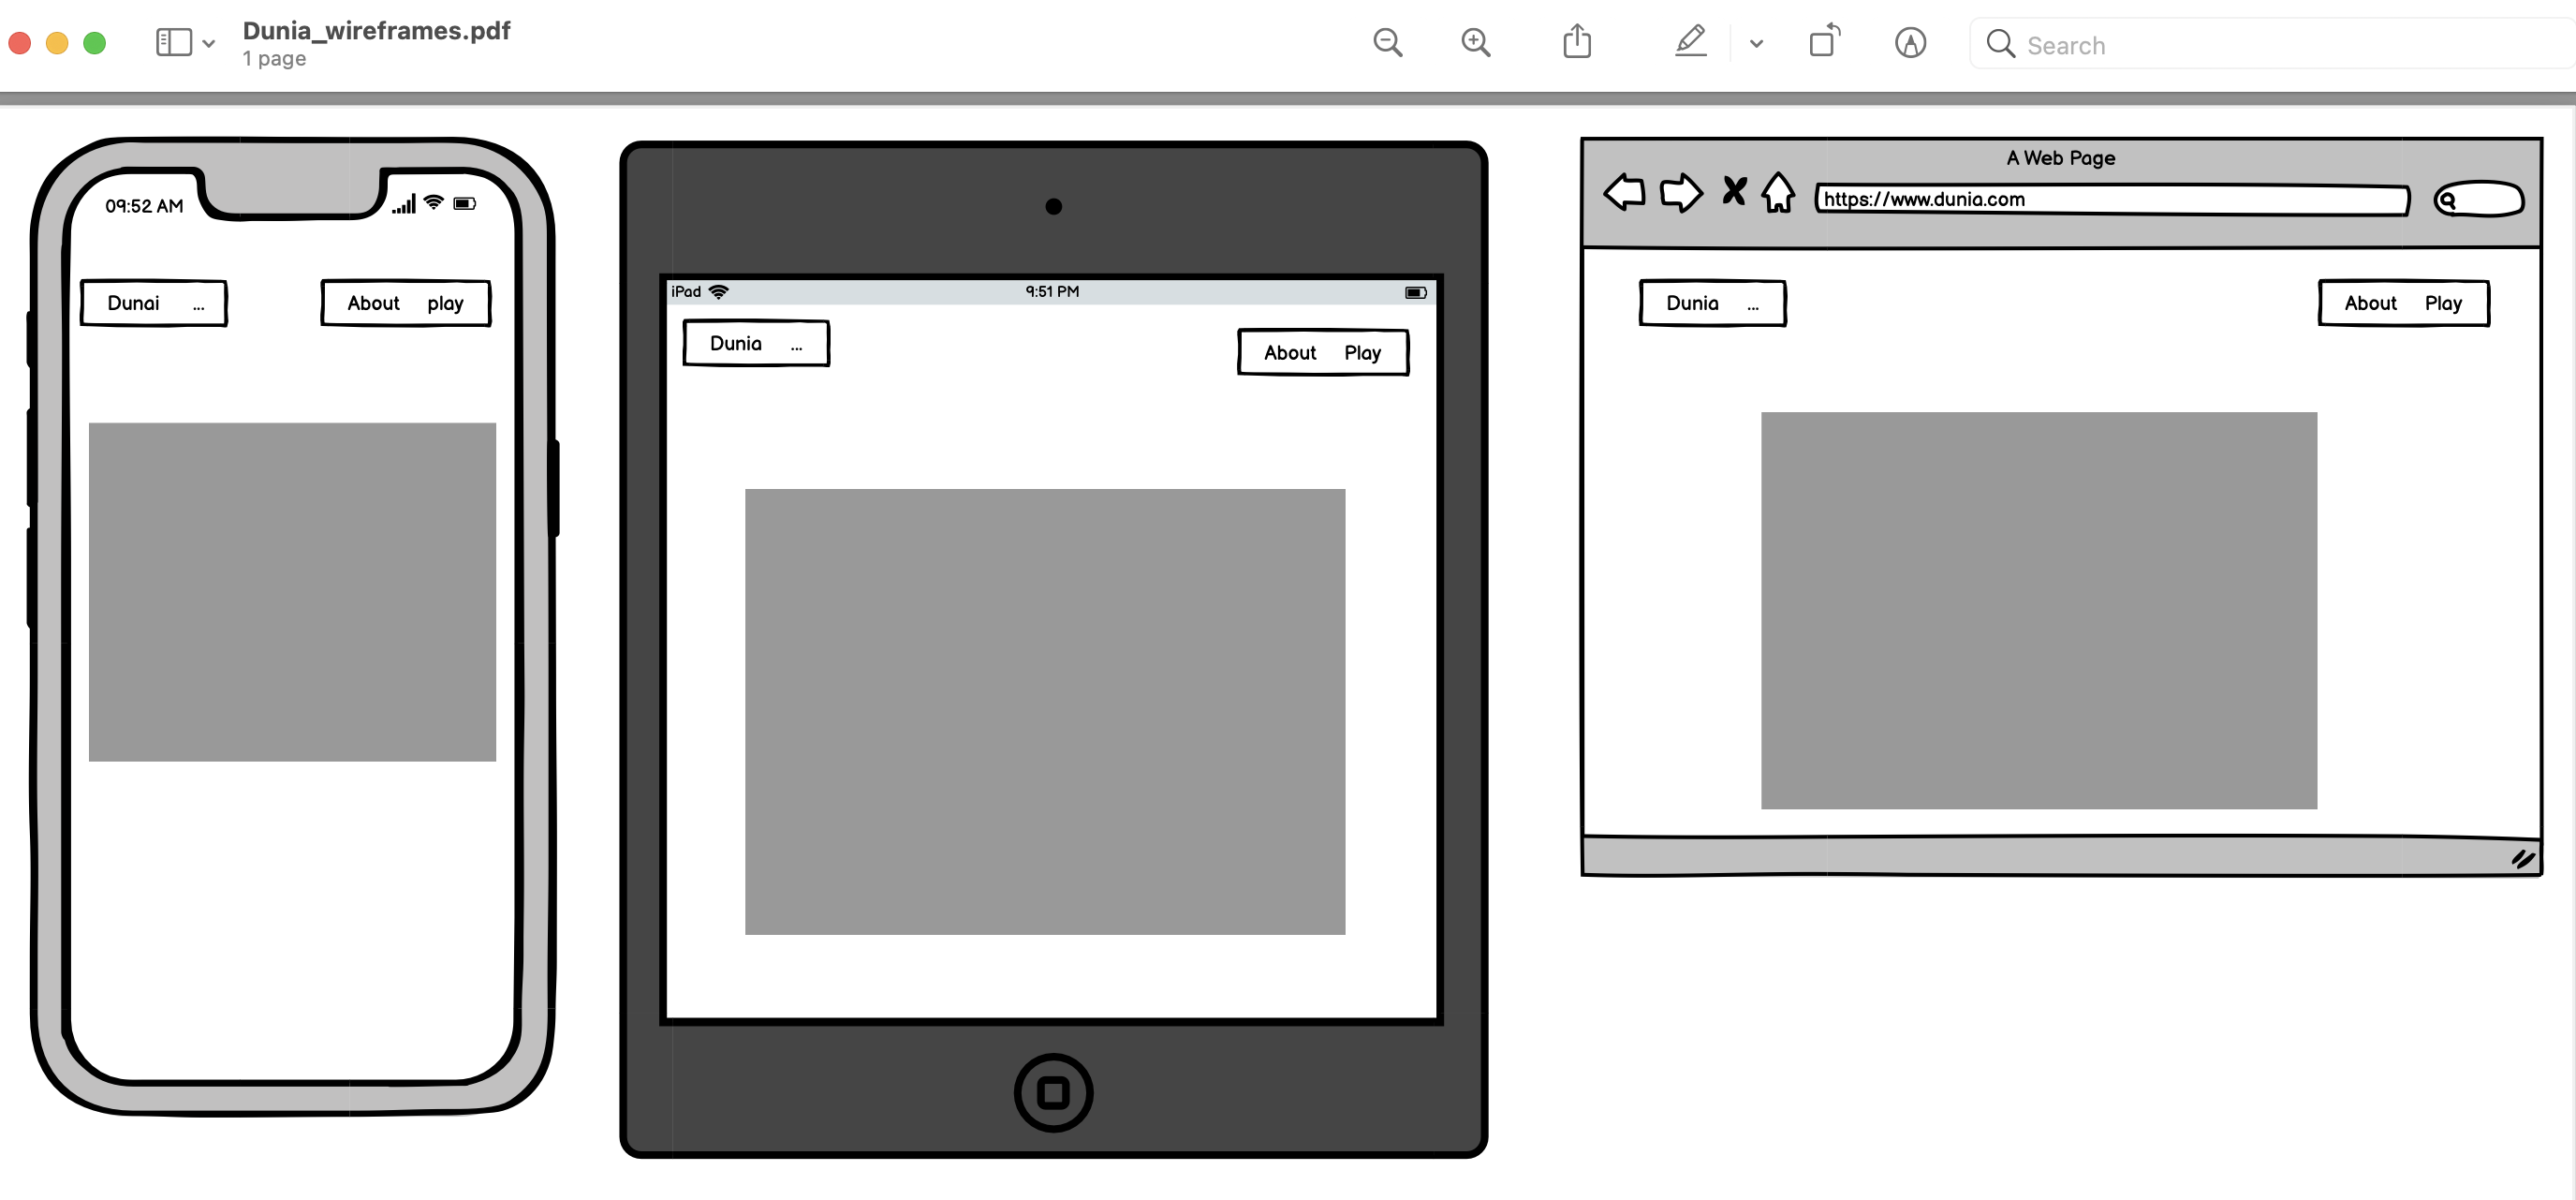 Dunia_wireframes.pdf
1 page
Search
09:52 AM
Dunai ...
About play
iPad
9:51 PM
Dunia ...
About Play
A Web Page
https://www.dunia.com
Dunia ...
About Play